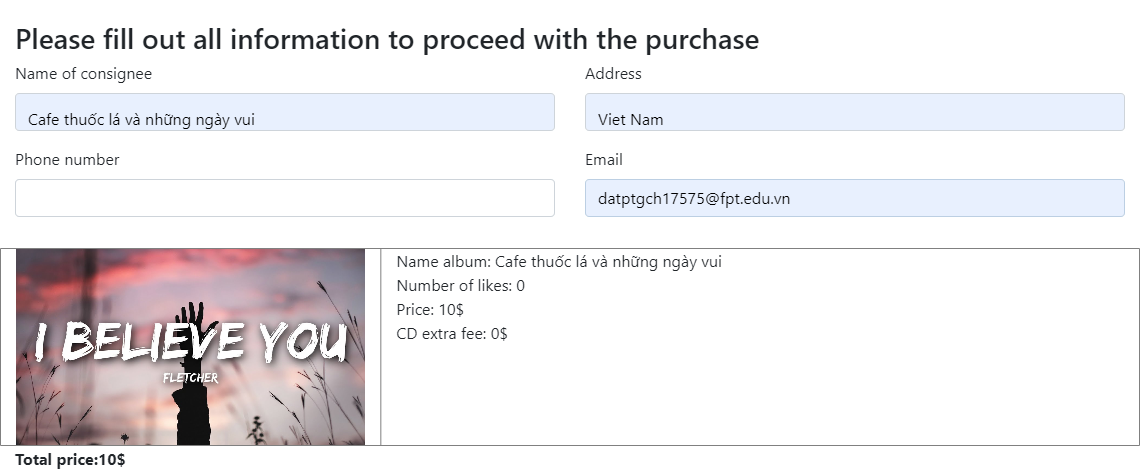 Please fill out all information to proceed with the purchase
Name of consignee
Address
Cafe thuốc lá và những ngày vui
Viet Nam
Phone number
Email
datptgch17575@fpt.edu.vn
I BELIEVE YOU
FLETCHER
Name album: Cafe thuốc lá và những ngày vui
Number of likes: 0
Price: 10$
CD extra fee: 0$
Total price:10$